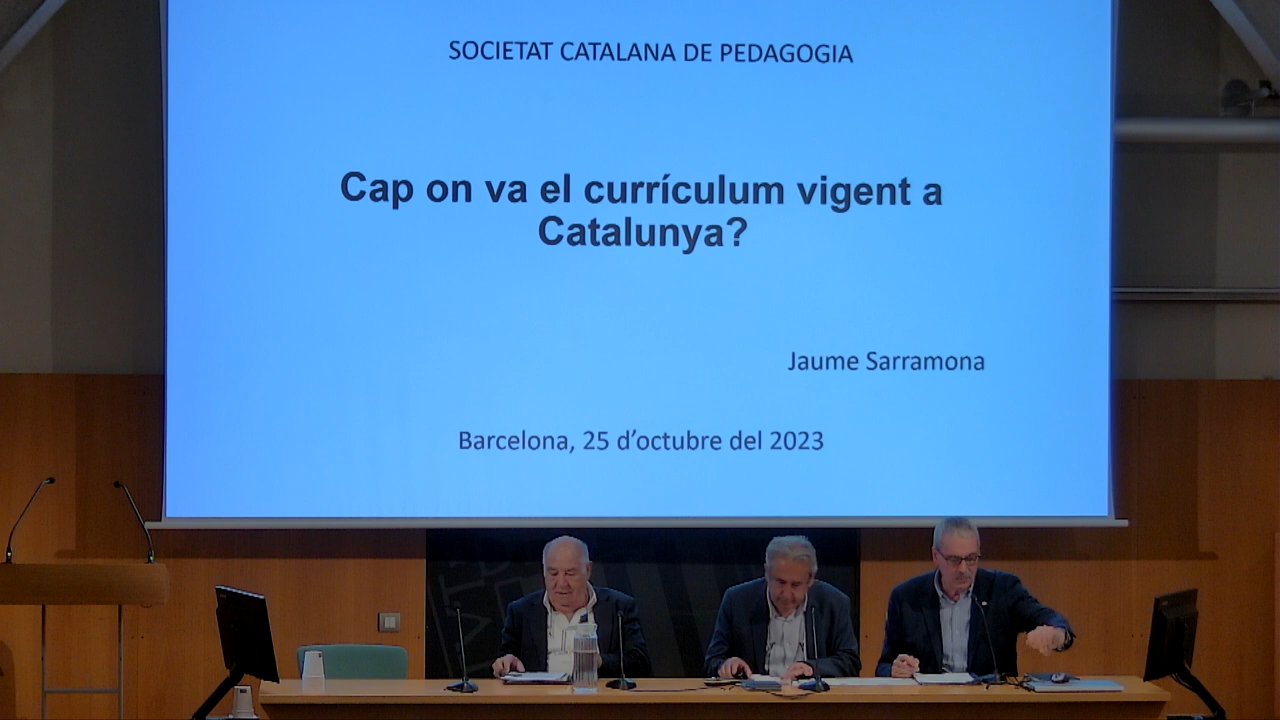 SOCIETAT CATALANA DE PEDAGOGIA
Cap on va el currículum vigent a
Catalunya?
Jaume Sarramona
Barcelona, 25 d’octubre del 2023